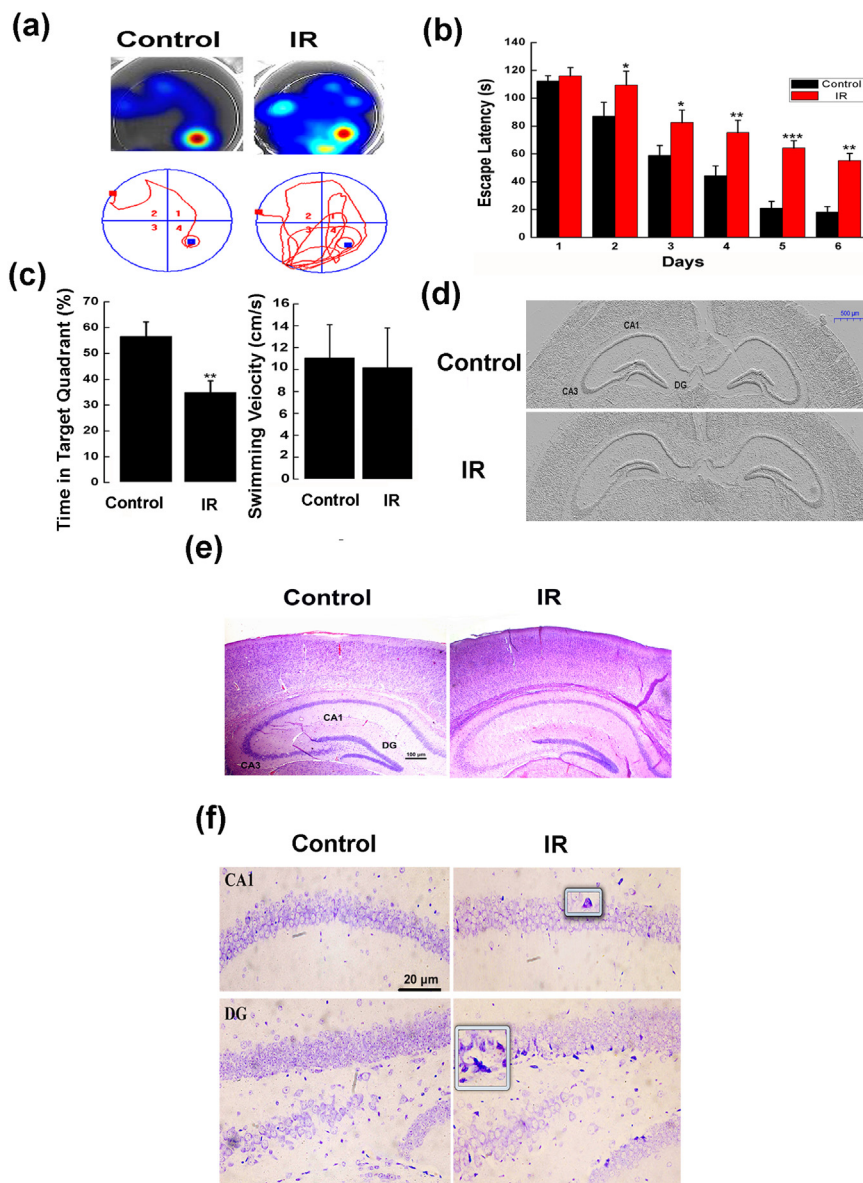 (a)
Control IR
2 1
3 4
2 1
3 4
(b)
Escape Latency (s)
140
120
100
80
60
40
20
0
Control
IR
* * ** *** **
1 2 3 4 5 6
Days
(c)
Time in Target Quadrant (%)
70
60
50
40
30
20
10
0
**
Control IR
Swimming Veiocity (cm/s)
16
14
12
10
8
6
4
2
0
Control IR
(d)
Control
IR
CA1
CA3
DG
500 µm
(e)
Control IR
CA1
DG
CA3
100 µm
(f)
Control IR
CA1
20 µm
DG